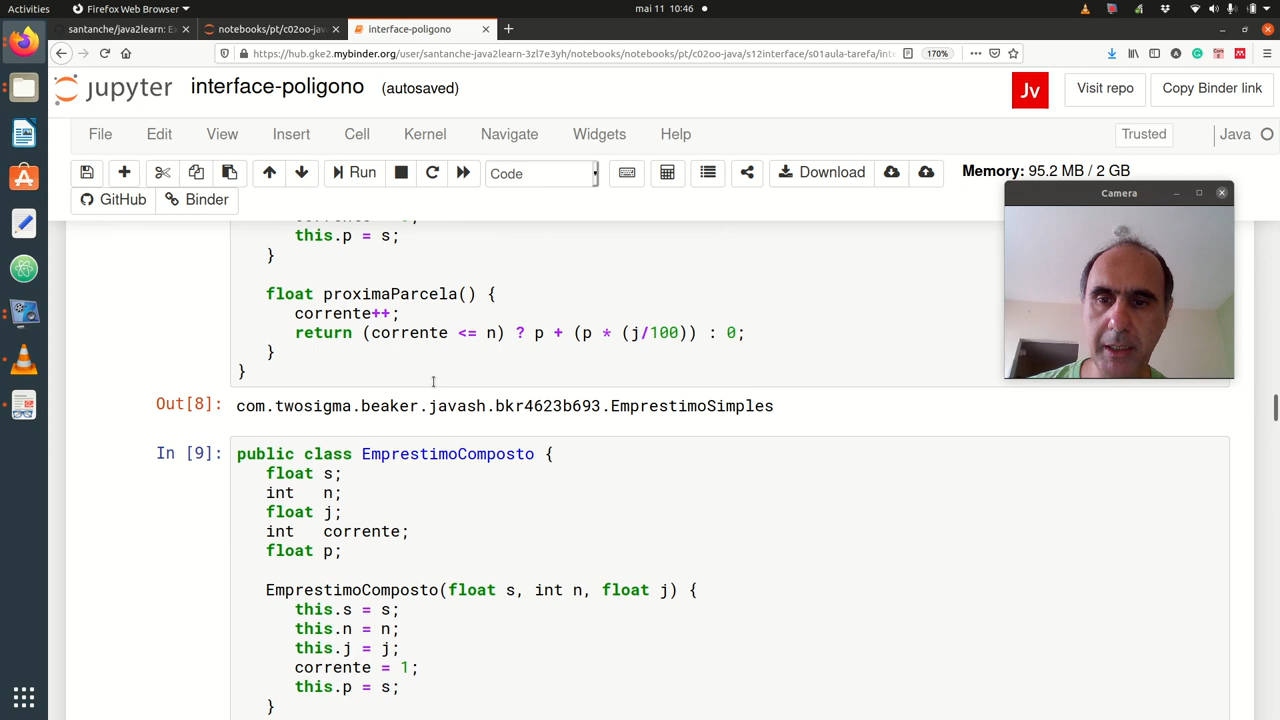 Activities
Firefox Web Browser
mai 11 10:46
santanche/java2learn: E
notebooks/pt/c02oo-jav
interface-poligono
https://hub.gke2.mybinder.org/user/santanche-java2learn-3zl7e3yh/notebooks/notebooks/pt/c02oo-java/s12interface/s01aula-tarefa/inte
170%
jupyter interface-poligono (autosaved)
Jv
Visit repo
Copy Binder link
File Edit View Insert Cell Kernel Navigate Widgets Help
Trusted
Java
Run
Code
Download
Memory: 95.2 MB / 2 GB
GitHub
Binder
Camera
this.p = s;
}
float proximaParcela() {
corrente++;
return (corrente <= n) ? p + (p * (j/100)) : 0;
}
}
Out[8]: com.twosigma.beaker.javash.bkr4623b693.EmprestimoSimples
In [9]: public class EmprestimoComposto {
float s;
int n;
float j;
int corrente;
float p;
EmprestimoComposto(float s, int n, float j) {
this.s = s;
this.n = n;
this.j = j;
corrente = 1;
this.p = s;
}